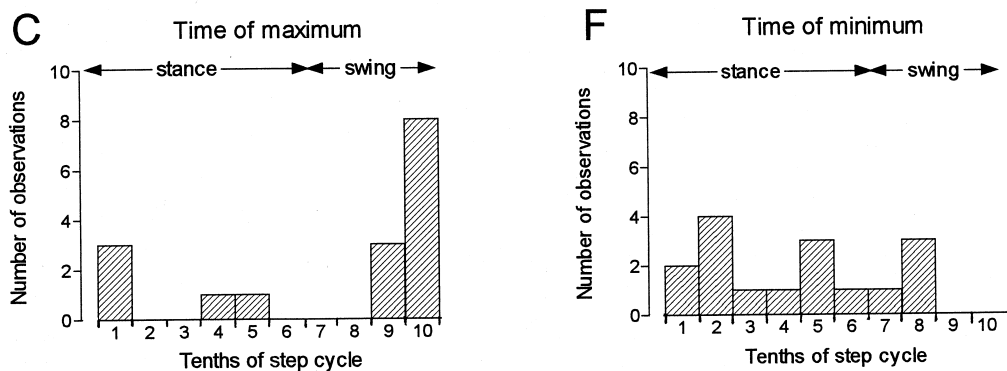 C
Time of maximum
stance
swing
Number of observations
10
8
6
4
2
0
1 2 3 4 5 6 7 8 9 10
Tenths of step cycle
F
Time of minimum
stance
swing
Number of observations
10
8
6
4
2
0
1 2 3 4 5 6 7 8 9 10
Tenths of step cycle